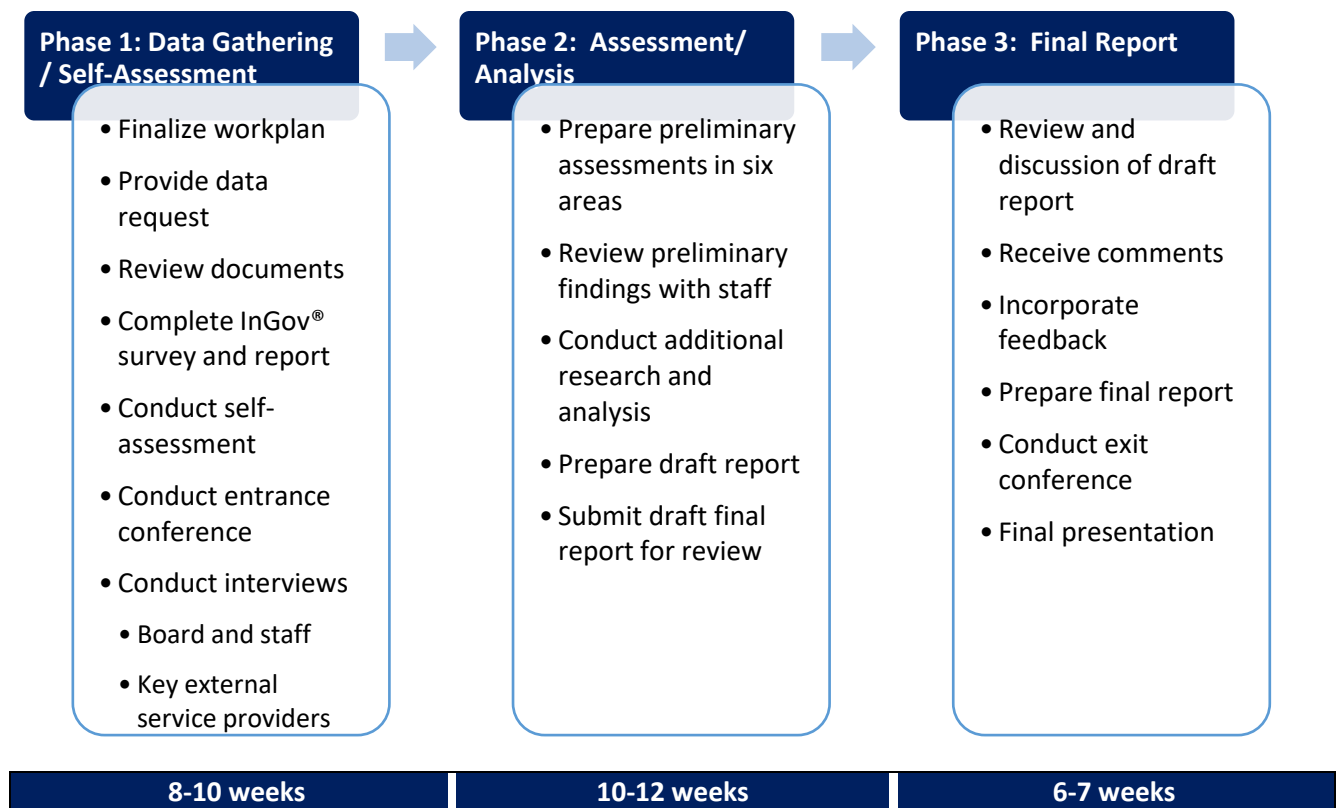 Phase 1: Data Gathering
/ Self-Assessment
• Finalize workplan
• Provide data
request
• Review documents
• Complete InGov®
survey and report
• Conduct self-
assessment
• Conduct entrance
conference
• Conduct interviews
• Board and staff
• Key external
service providers
8-10 weeks
Phase 2: Assessment/
Analysis
• Prepare preliminary
assessments in six
areas
• Review preliminary
findings with staff
• Conduct additional
research and
analysis
• Prepare draft report
• Submit draft final
report for review
10-12 weeks
Phase 3: Final Report
• Review and
discussion of draft
report
• Receive comments
• Incorporate
feedback
• Prepare final report
• Conduct exit
conference
• Final presentation
6-7 weeks